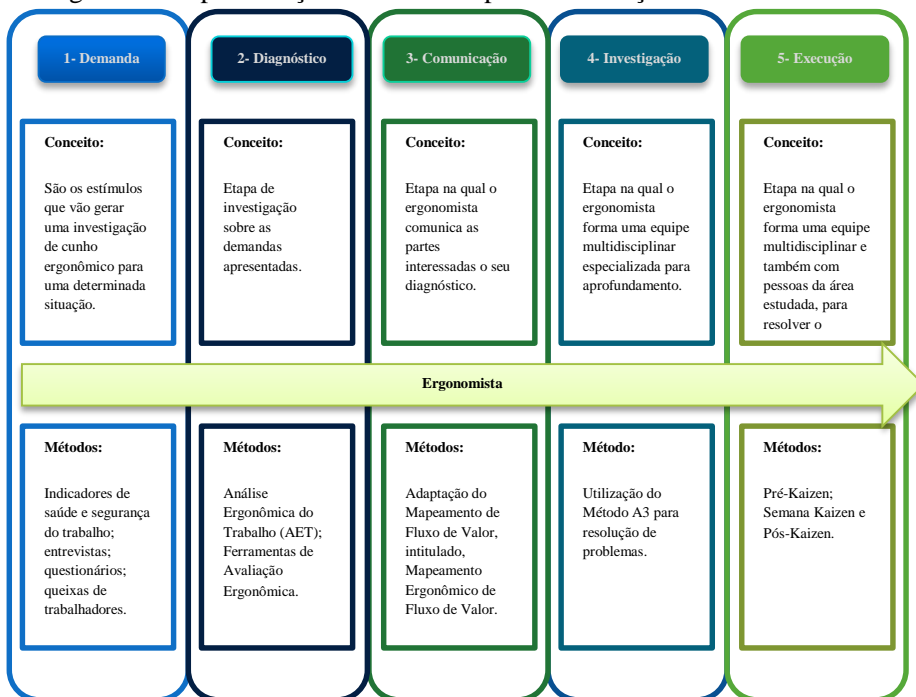 1- Demanda
2- Diagnóstico
3- Comunicação
4- Investigação
5- Execução
Conceito:
São os estímulos
que vão gerar
uma investigação
de cunho
ergonômico para
uma determinada
situação.
Conceito:
Etapa de
investigação
sobre as
demandas
apresentadas.
Conceito:
Etapa na qual o
ergonomista
comunica as
partes
interessadas o seu
diagnóstico.
Conceito:
Etapa na qual o
ergonomista
forma uma equipe
multidisciplinar
especializada para
aprofundamento.
Conceito:
Etapa na qual o
ergonomista
forma uma equipe
multidisciplinar e
também com
pessoas da área
estudada, para
resolver o
Ergonomista
Métodos:
Indicadores de
saúde e segurança
do trabalho;
entrevistas;
questionários;
queixas de
trabalhadores.
Métodos:
Análise
Ergonômica do
Trabalho (AET);
Ferramentas de
Avaliação
Ergonômica.
Métodos:
Adaptação do
Mapeamento de
Fluxo de Valor,
intitulado,
Mapeamento
Ergonômico de
Fluxo de Valor.
Método:
Utilização do
Método A3 para
resolução de
problemas.
Métodos:
Pré-Kaizen;
Semana Kaizen e
Pós-Kaizen.